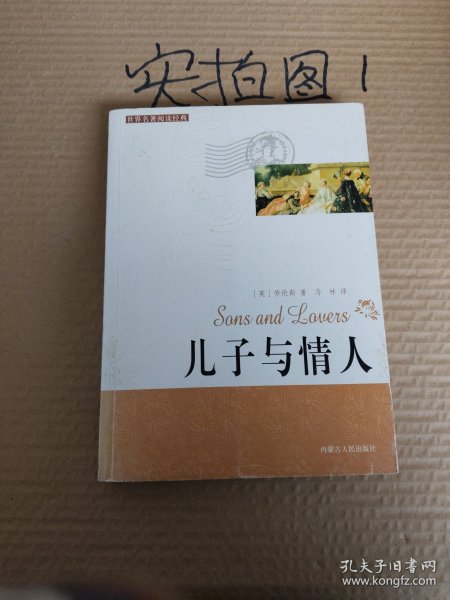 实拍图1
世界名著阅读经典
[英]劳伦斯 著 马 林 译
Sons and Lovers
儿子与情人
内蒙古人民出版社
孔夫子旧书网
www.kongfz.com